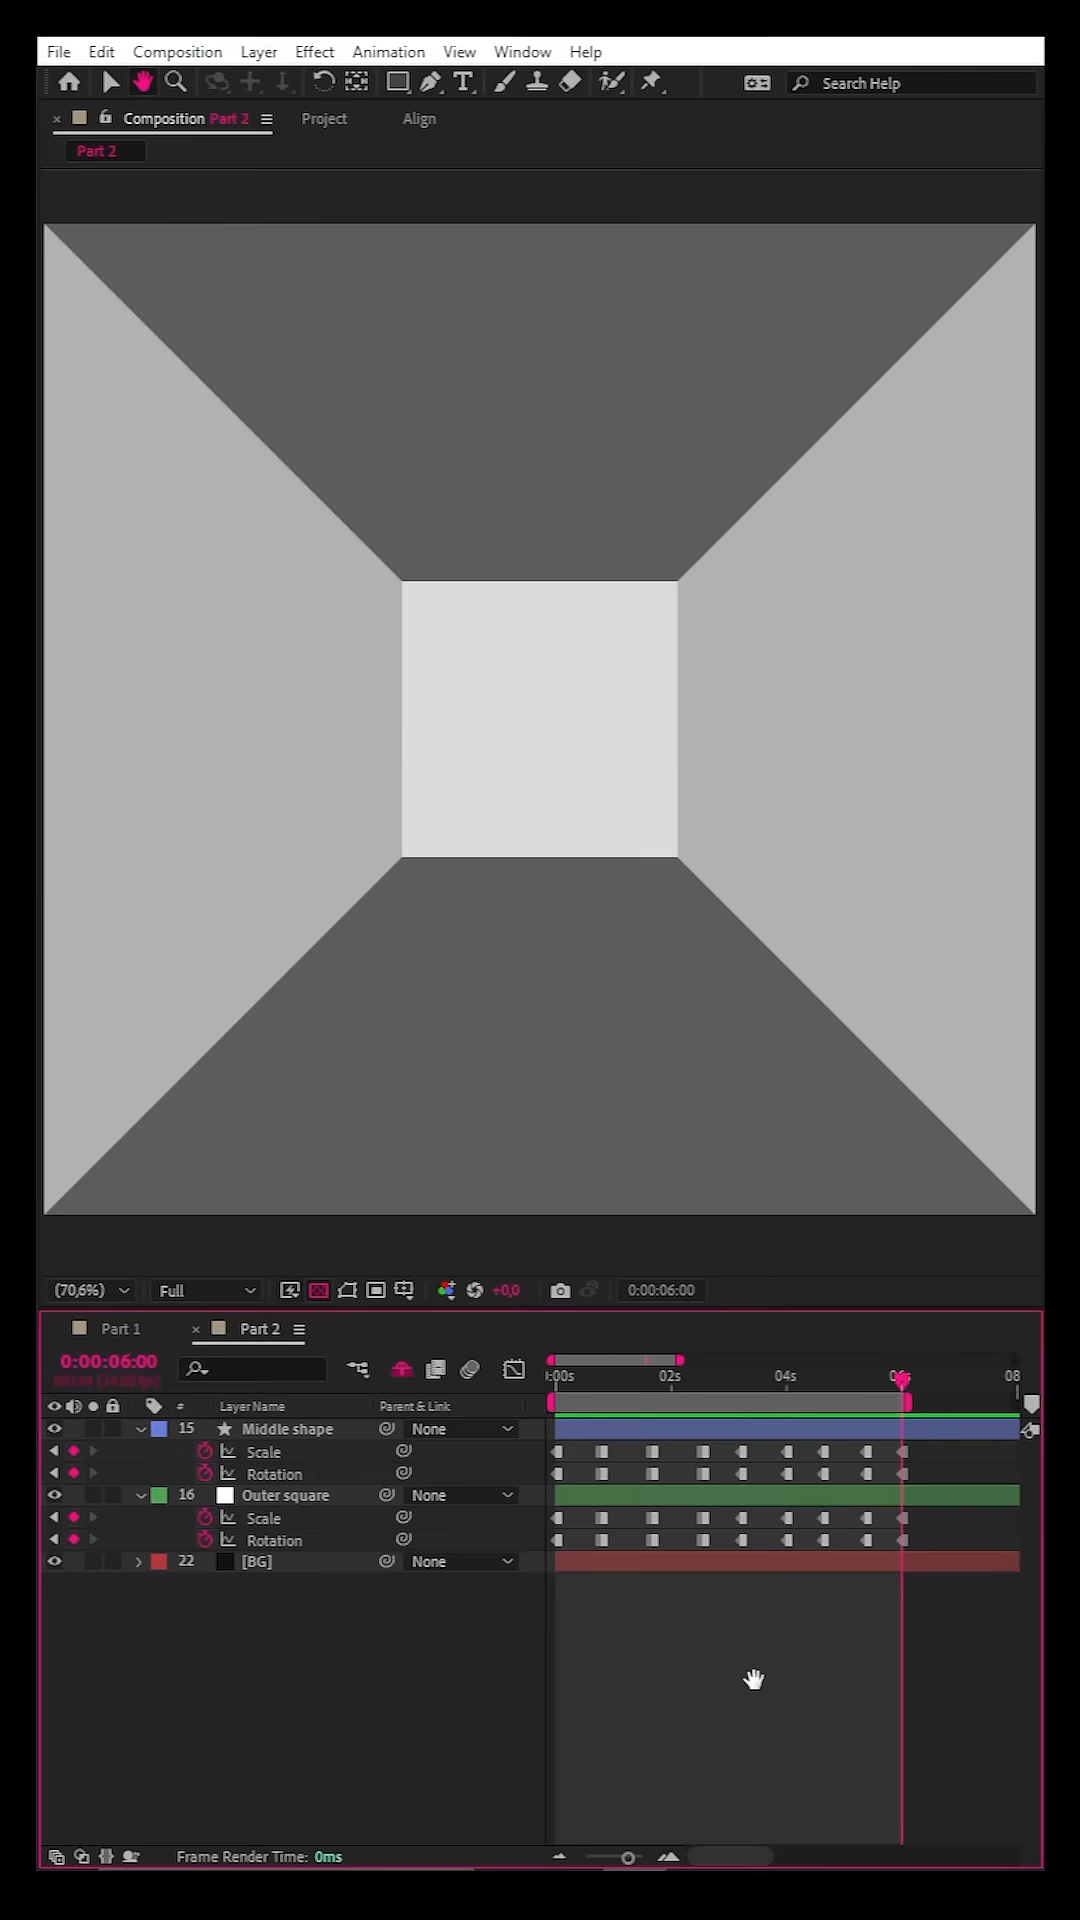 File Edit Composition Layer Effect Animation View Window Help
Search Help
× Composition Part 2 Project Align
Part 2
(70,6%) Full +0,0 0:00:06:00
Part 1 × Part 2
0:00:06:00
:00s 02s 04s 06s 08
# Layer Name Parent & Link
15 Middle shape None
Scale
Rotation
16 Outer square None
Scale
Rotation
22 [BG] None
Frame Render Time: 0ms